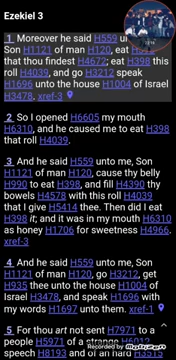 Ezekiel 3
1 Moreover he said H559 unto me,
Son H1121 of man H120, eat H398
that thou findest H4672; eat H398 this
roll H4039, and go H3212 speak
H1696 unto the house H1004 of Israel
H3478. xref-3
2 So I opened H6605 my mouth
H6310, and he caused me to eat H398
that roll H4039.
3 And he said H559 unto me, Son
H1121 of man H120, cause thy belly
H990 to eat H398, and fill H4390 thy
bowels H4578 with this roll H4039
that I give H5414 thee. Then did I eat
H398 it; and it was in my mouth H6310
as honey H1706 for sweetness H4966.
xref-3
4 And he said H559 unto me, Son
H1121 of man H120, go H3212, get
H935 thee unto the house H1004 of
Israel H3478, and speak H1696 with
my words H1697 unto them. xref-1
5 For thou art not sent H7971 to a
people H5971 of a strange H6012
speech H8193 and of an hard H3515
RECORDED BY